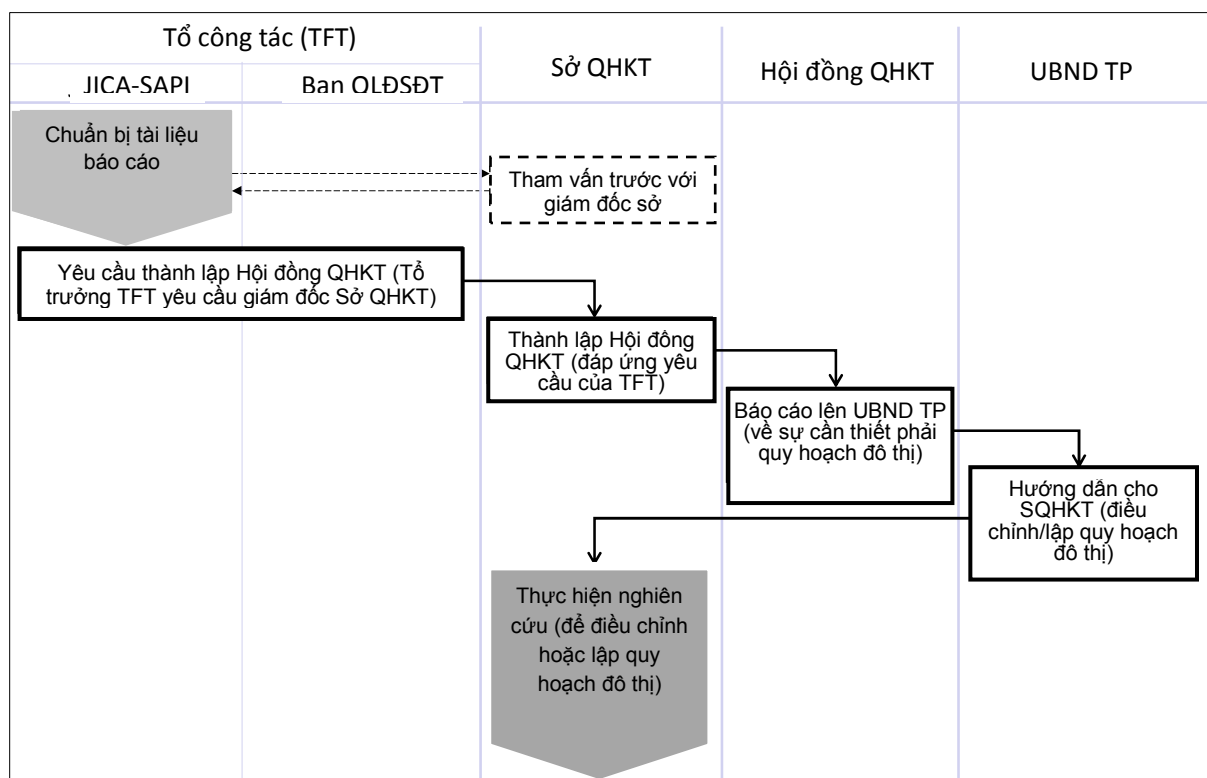 Tổ công tác (TFT)
Sở QHKT
Hội đồng QHKT
UBND TP
JICA-SAPI
Ban QLĐSĐT
Chuẩn bị tài liệu
báo cáo
Tham vấn trước với
giám đốc sở
Yêu cầu thành lập Hội đồng QHKT (Tổ
trưởng TFT yêu cầu giám đốc Sở QHKT)
Thành lập Hội đồng
QHKT (đáp ứng yêu
cầu của TFT)
Báo cáo lên UBND TP
(về sự cần thiết phải
quy hoạch đô thị)
Hướng dẫn cho
SQHKT (điều
chỉnh/lập quy hoạch
đô thị)
Thực hiện nghiên
cứu (để điều chỉnh
hoặc lập quy
hoạch đô thị)